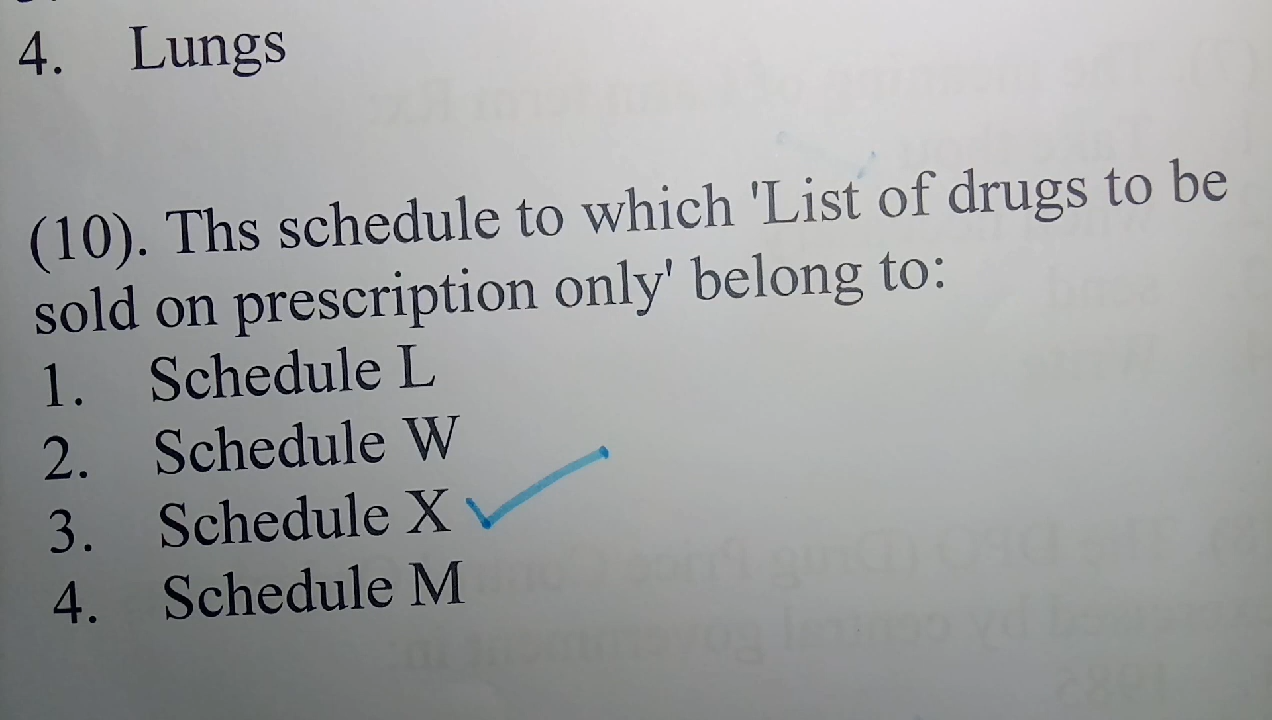 4. Lungs
(10). Ths schedule to which 'List of drugs to be
sold on prescription only' belong to:
1. Schedule L
2. Schedule W
3. Schedule X
4. Schedule M